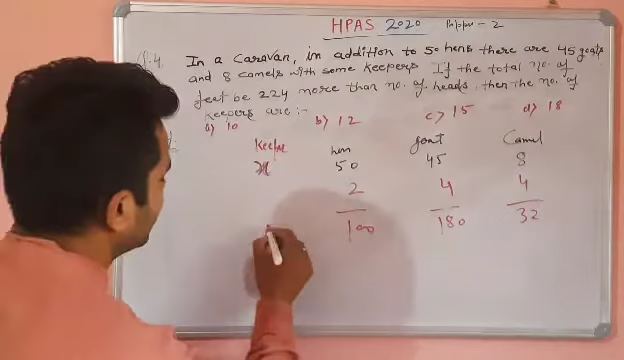 HPAS 2020 Paper - 2
Q.4. In a Caravan, in addition to 50 hens there are 45 goats
and 8 camels with some keepers. If the total no. of
feet be 224 more than no. of heads, then the no. of
keepers are :-
a) 10 b) 12 c) 15 d) 18
Keeper hen goat Camel
x 50 45 8
2 4 4
100 180 32